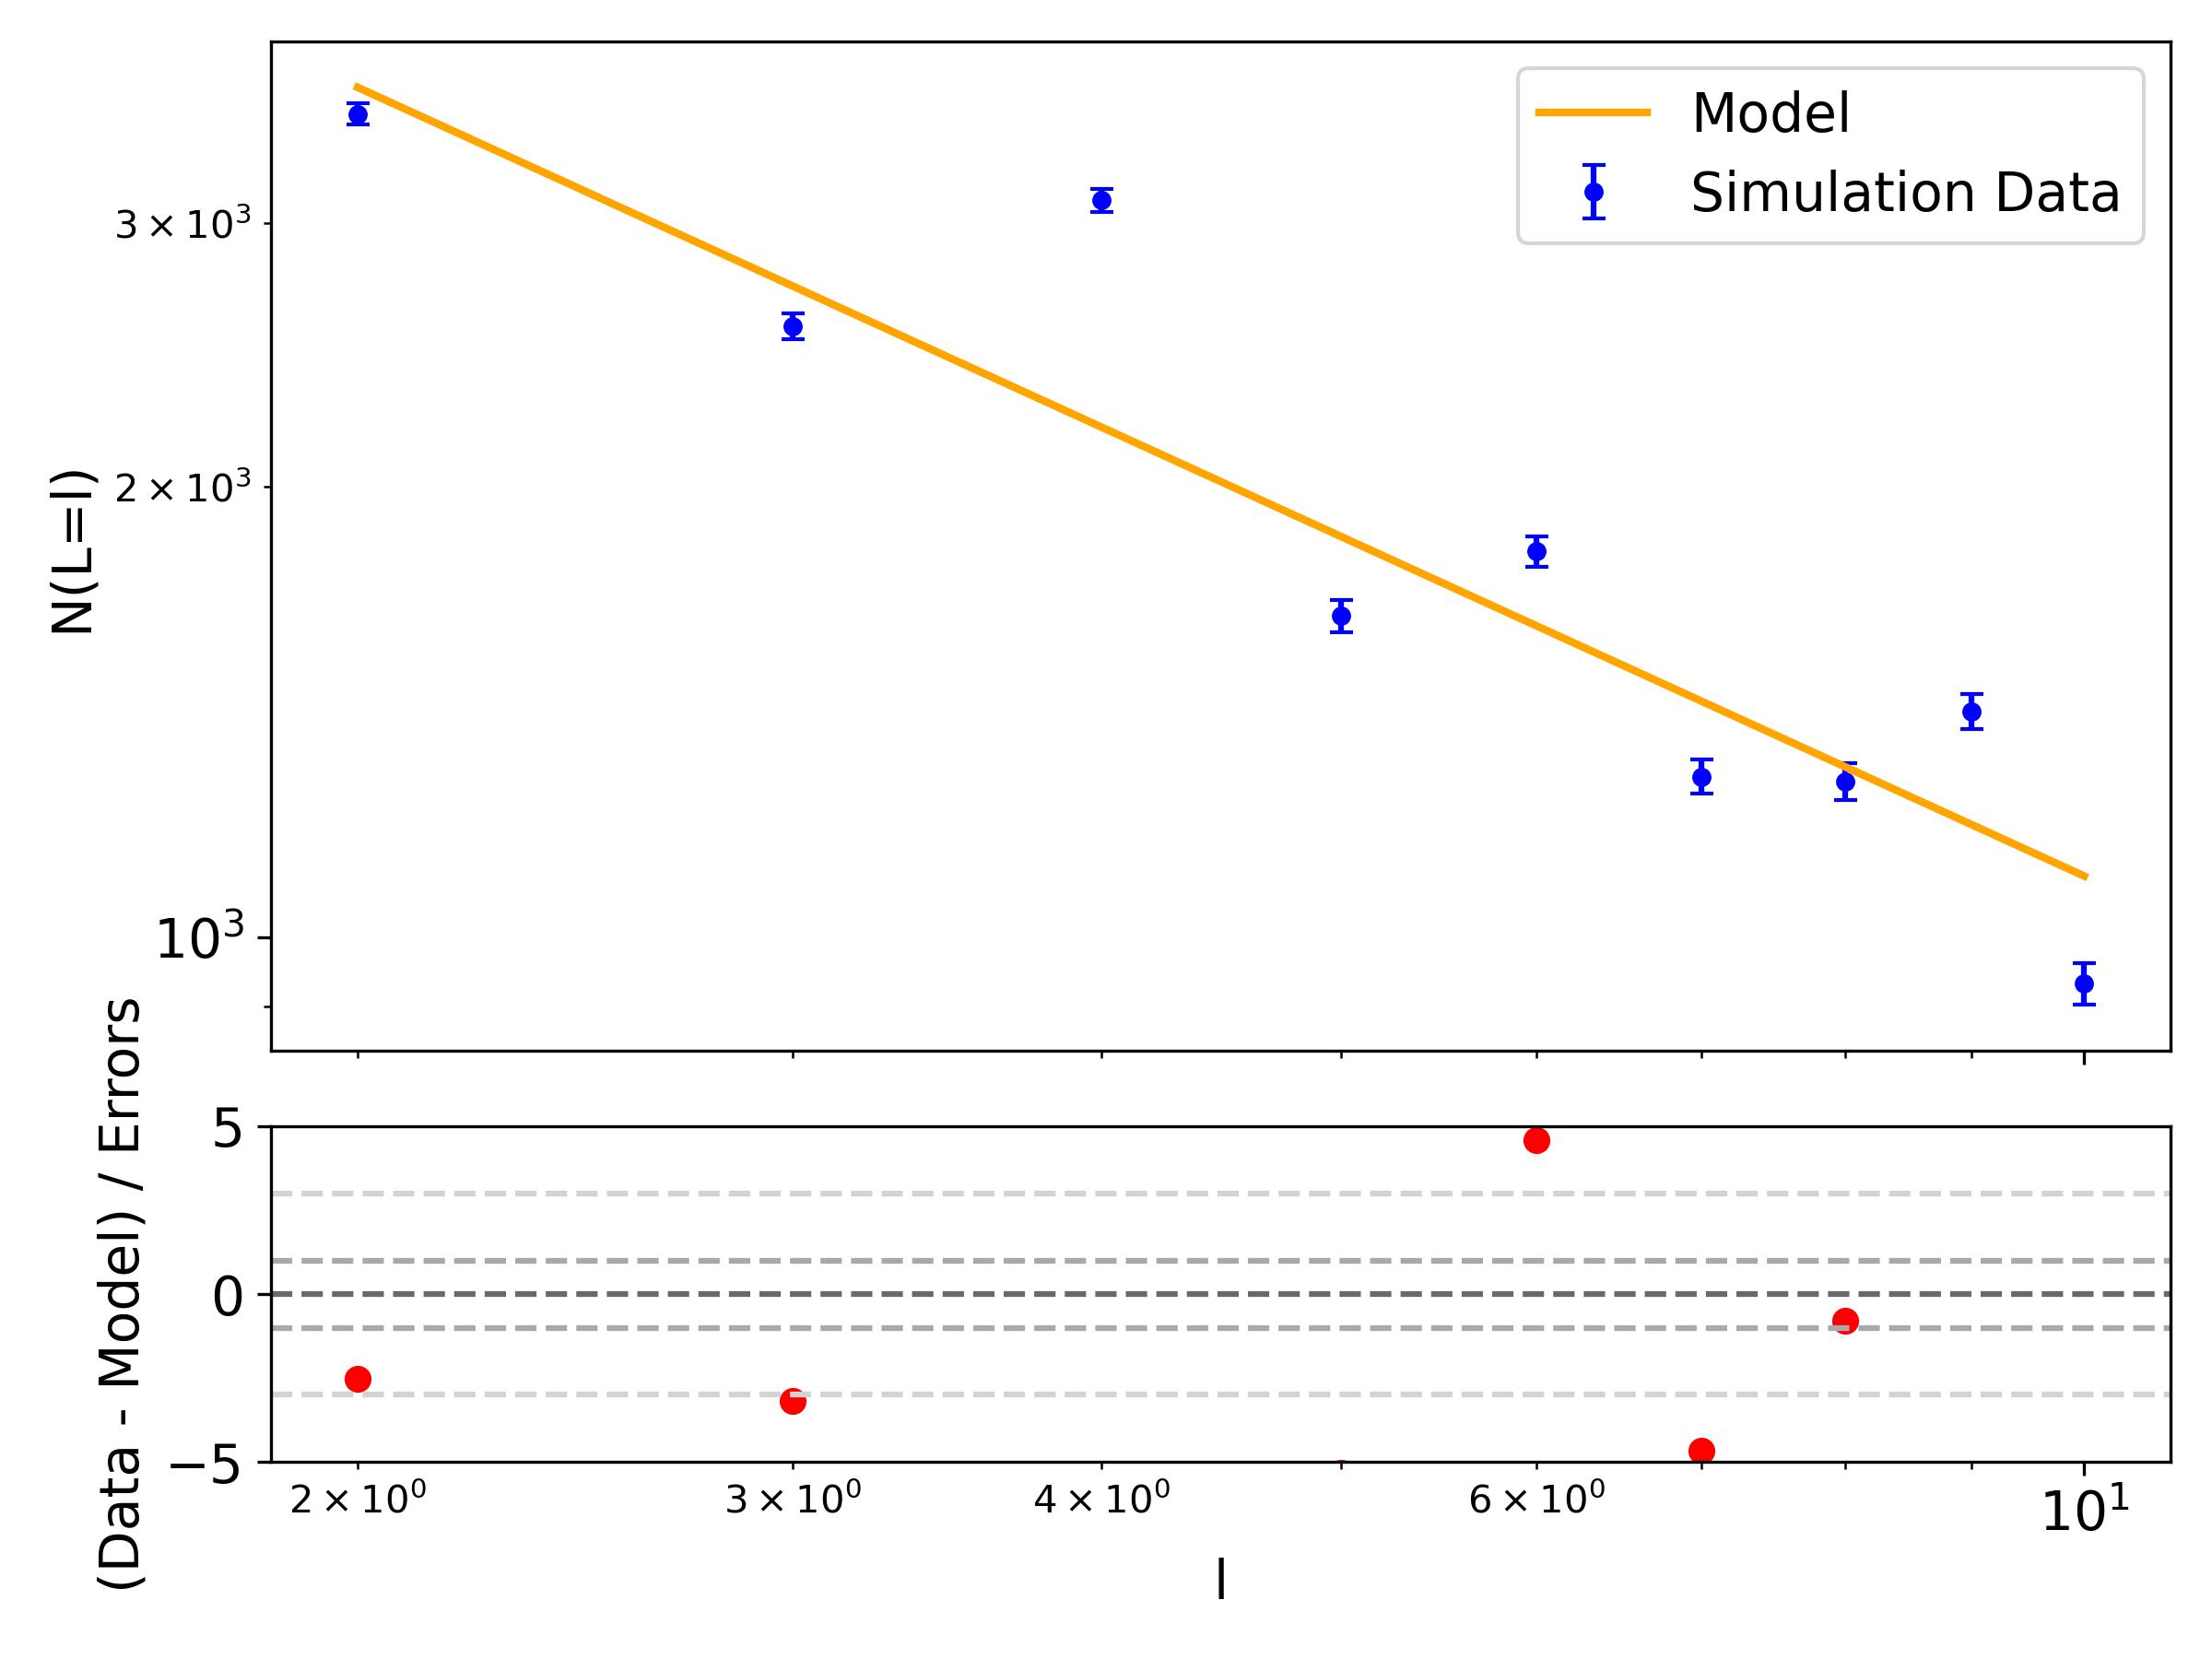 Model
Simulation Data
N(L=l)
3 × 10³
2 × 10³
10³
(Data - Model) / Errors
5
0
−5
2 × 10⁰
3 × 10⁰
4 × 10⁰
6 × 10⁰
10¹
l